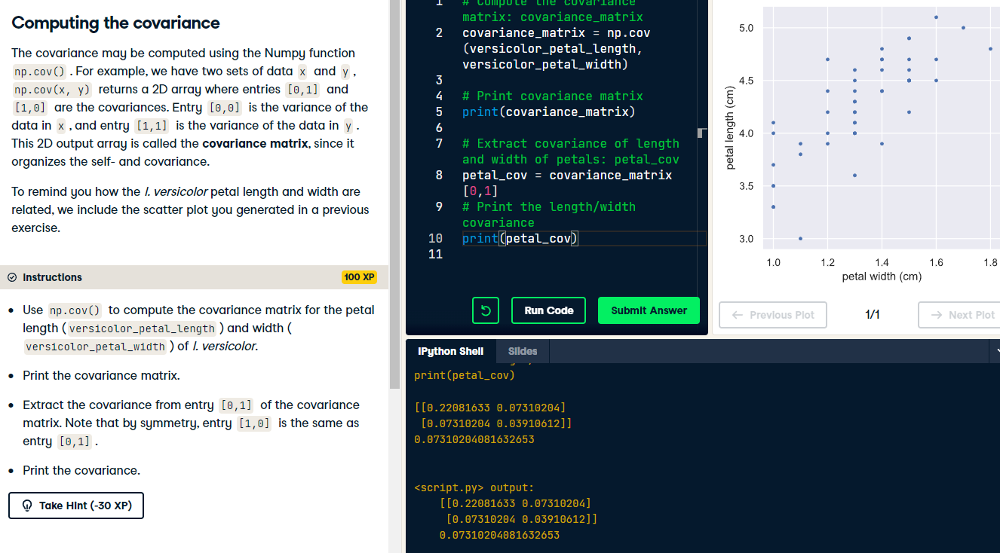 Computing the covariance
The covariance may be computed using the Numpy function
np.cov() . For example, we have two sets of data x and y ,
np.cov(x, y) returns a 2D array where entries [0,1] and
[1,0] are the covariances. Entry [0,0] is the variance of the
data in x , and entry [1,1] is the variance of the data in y .
This 2D output array is called the covariance matrix, since it
organizes the self- and covariance.
To remind you how the I. versicolor petal length and width are
related, we include the scatter plot you generated in a previous
exercise.
Instructions
100 XP
• Use np.cov() to compute the covariance matrix for the petal
length ( versicolor_petal_length ) and width (
versicolor_petal_width ) of I. versicolor.
• Print the covariance matrix.
• Extract the covariance from entry [0,1] of the covariance
matrix. Note that by symmetry, entry [1,0] is the same as
entry [0,1] .
• Print the covariance.
Take Hint (-30 XP)
1 # Compute the covariance
matrix: covariance_matrix
2 covariance_matrix = np.cov
(versicolor_petal_length,
versicolor_petal_width)
3
4 # Print covariance matrix
5 print(covariance_matrix)
6
7 # Extract covariance of length
and width of petals: petal_cov
8 petal_cov = covariance_matrix
[0,1]
9 # Print the length/width
covariance
10 print(petal_cov)
11
Run Code
Submit Answer
5.0
4.5
4.0
3.5
3.0
petal length (cm)
1.0 1.2 1.4 1.6 1.8
petal width (cm)
← Previous Plot
1/1
→ Next Plot
IPython Shell
Slides
print(petal_cov)
[[0.22081633 0.07310204]
[0.07310204 0.03910612]]
0.07310204081632653
<script.py> output:
[[0.22081633 0.07310204]
[0.07310204 0.03910612]]
0.07310204081632653